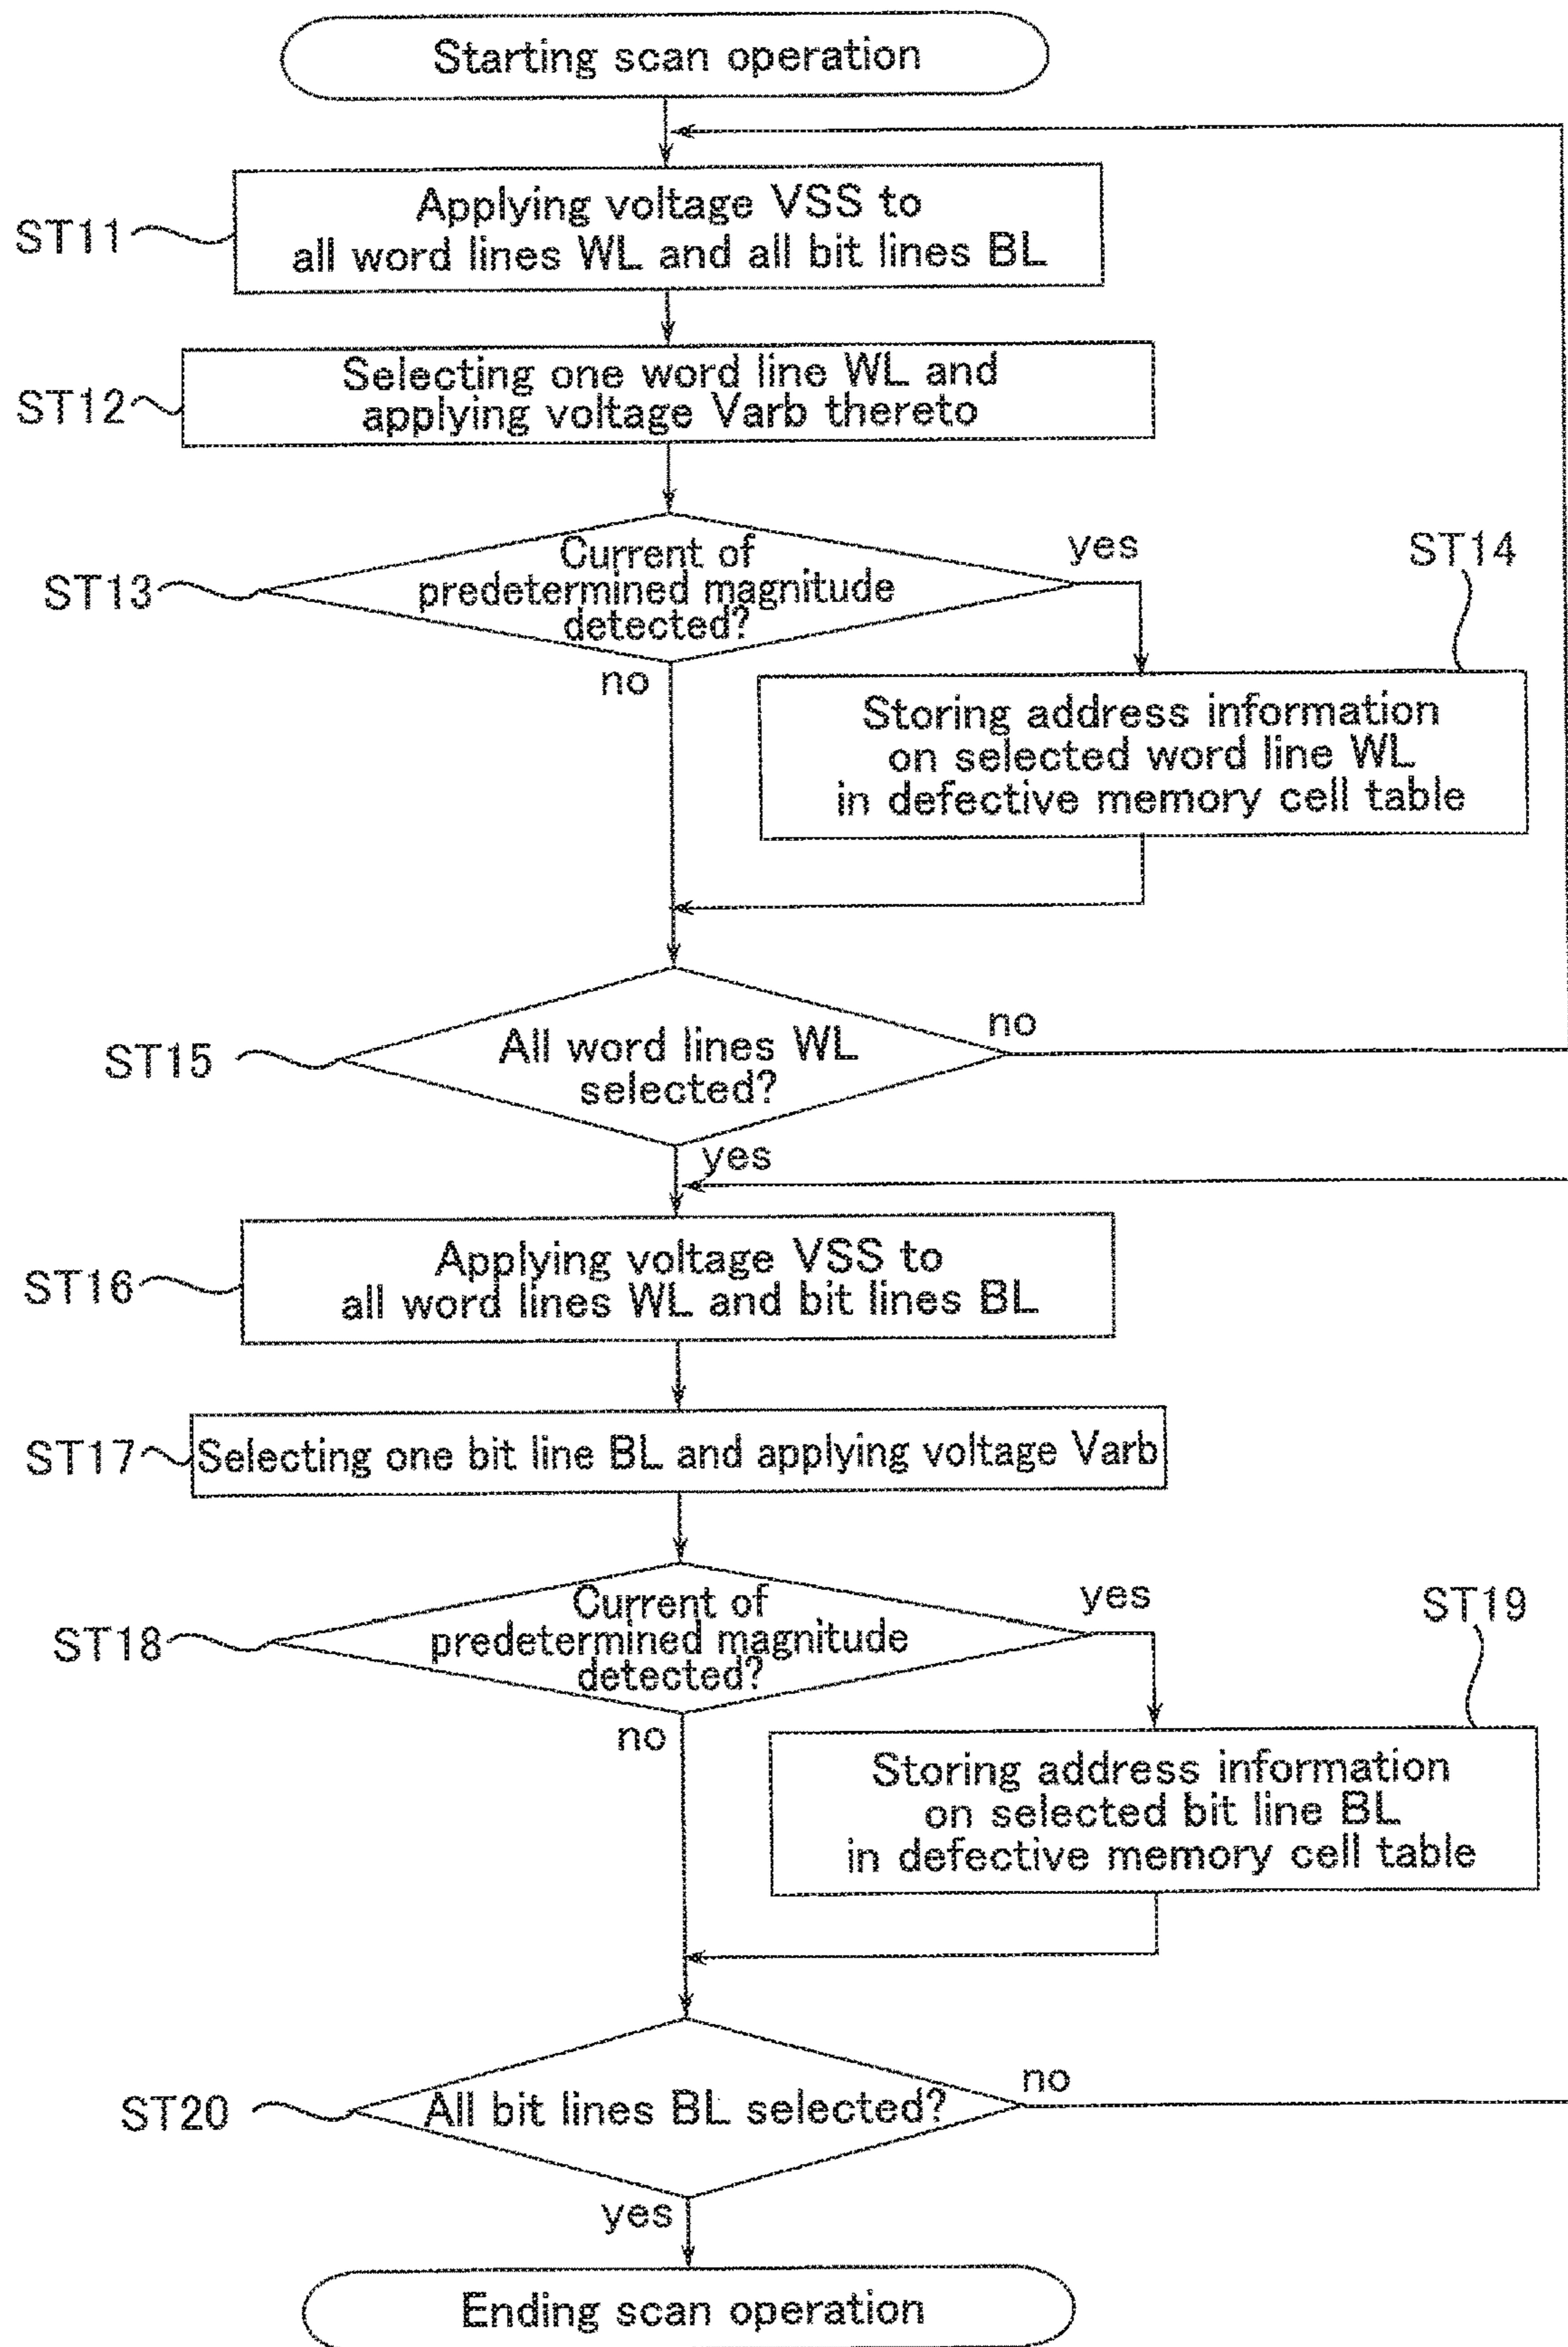 Starting scan operation
ST11
Applying voltage VSS to
all word lines WL and all bit lines BL
ST12
Selecting one word line WL and
applying voltage Varb thereto
ST13
Current of
predetermined magnitude
detected?
yes
no
ST14
Storing address information
on selected word line WL
in defective memory cell table
ST15
All word lines WL
selected?
no
yes
ST16
Applying voltage VSS to
all word lines WL and bit lines BL
ST17
Selecting one bit line BL and applying voltage Varb
ST18
Current of
predetermined magnitude
detected?
yes
no
ST19
Storing address information
on selected bit line BL
in defective memory cell table
ST20
All bit lines BL selected?
no
yes
Ending scan operation